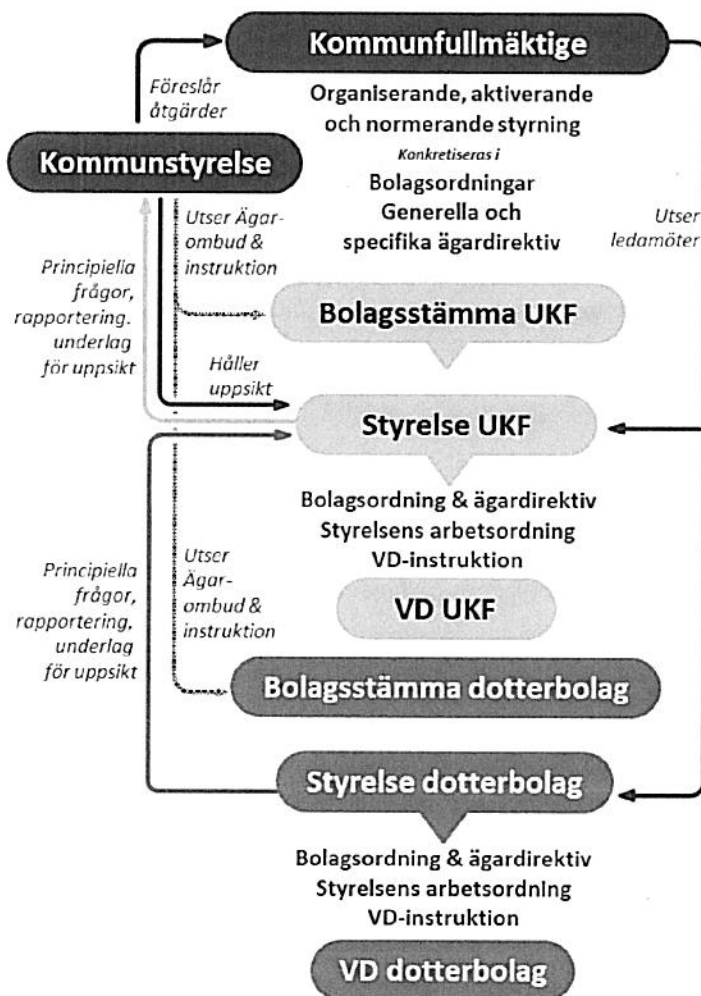 Kommunfullmäktige
Föreslår
åtgärder
Organiserande, aktiverande
och normerande styrning
Konkretiseras i
Bolagsordningar
Generella och
specifika ägardirektiv
Kommunstyrelse
Utser
ledamöter
Utser Ägar-
ombud &
instruktion
Principiella
frågor,
rapportering.
underlag
för uppsikt
Bolagsstämma UKF
Håller
uppsikt
Styrelse UKF
Bolagsordning & ägardirektiv
Styrelsens arbetsordning
VD-instruktion
Utser
Ägar-
ombud &
instruktion
Principiella
frågor,
rapportering,
underlag
för uppsikt
VD UKF
Bolagsstämma dotterbolag
Styrelse dotterbolag
Bolagsordning & ägardirektiv
Styrelsens arbetsordning
VD-instruktion
VD dotterbolag